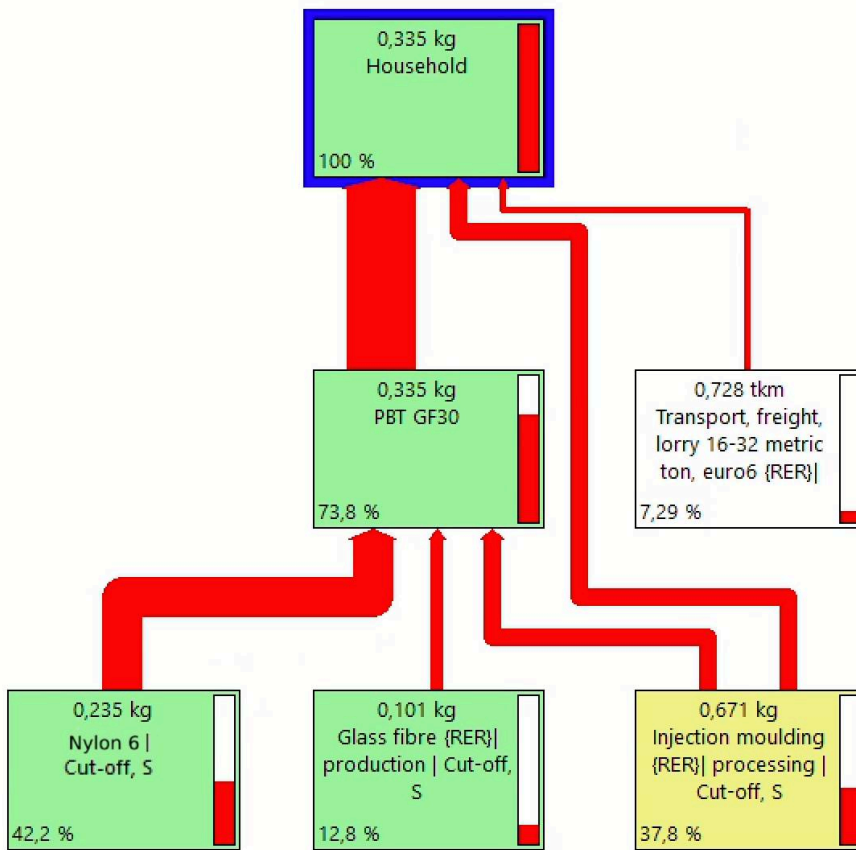 0,335 kg
Household
100 %
0,335 kg
PBT GF30
73,8 %
0,728 tkm
Transport, freight,
lorry 16-32 metric
ton, euro6 {RER}|
7,29 %
0,235 kg
Nylon 6 |
Cut-off, S
42,2 %
0,101 kg
Glass fibre {RER}|
production | Cut-off,
S
12,8 %
0,671 kg
Injection moulding
{RER}| processing |
Cut-off, S
37,8 %